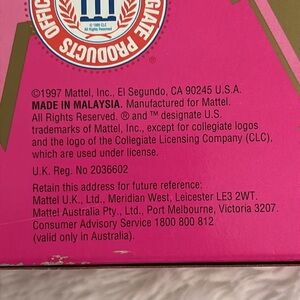 OFFIC
IATE PRODUCTS
©1997 Mattel, Inc., El Segundo, CA 90245 U.S.A.
MADE IN MALAYSIA. Manufactured for Mattel.
All Rights Reserved. ® and ™ designate U.S.
trademarks of Mattel, Inc., except for collegiate logos
and the logo of the Collegiate Licensing Company (CLC),
which are used under license.
U.K. Reg. No 2036602
Retain this address for future reference:
Mattel U.K., Ltd., Meridian West, Leicester LE3 2WT.
Mattel Australia Pty., Ltd., Port Melbourne, Victoria 3207.
Consumer Advisory Service 1800 800 812
(valid only in Australia).